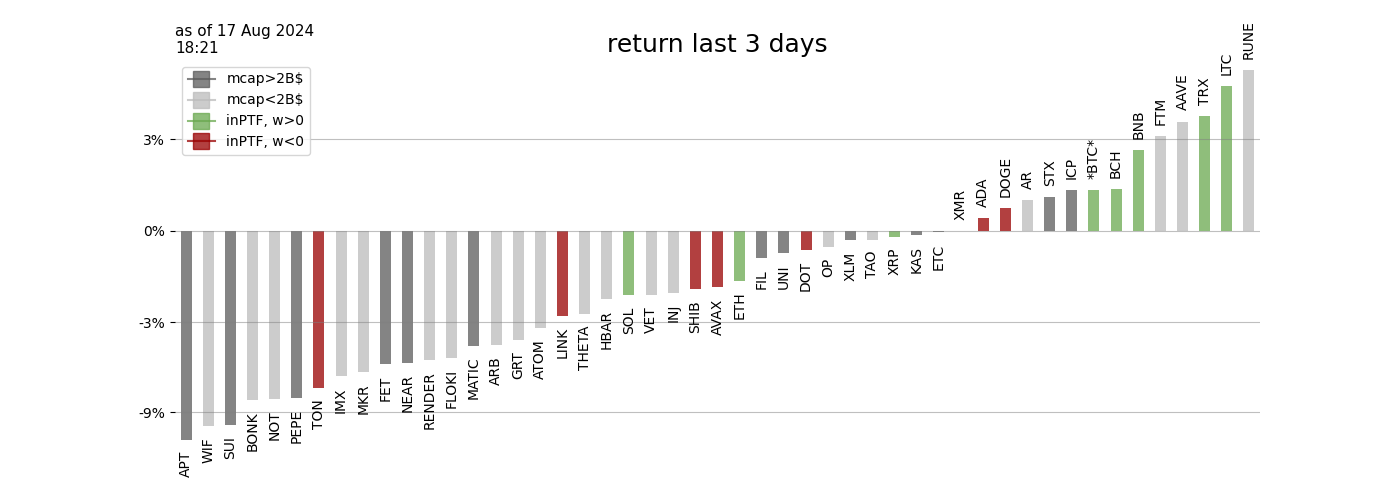 as of 17 Aug 2024
18:21
return last 3 days
mcap>2B$
mcap<2B$
inPTF, w>0
inPTF, w<0
3%
0%
-3%
-9%
APT
WIF
SUI
BONK
NOT
PEPE
TON
IMX
MKR
FET
NEAR
RENDER
FLOKI
MATIC
ARB
GRT
ATOM
LINK
THETA
HBAR
SOL
VET
INJ
SHIB
AVAX
ETH
FIL
UNI
DOT
OP
XLM
TAO
XRP
KAS
ETC
XMR
ADA
DOGE
AR
STX
ICP
*BTC*
BCH
BNB
FTM
AAVE
TRX
LTC
RUNE